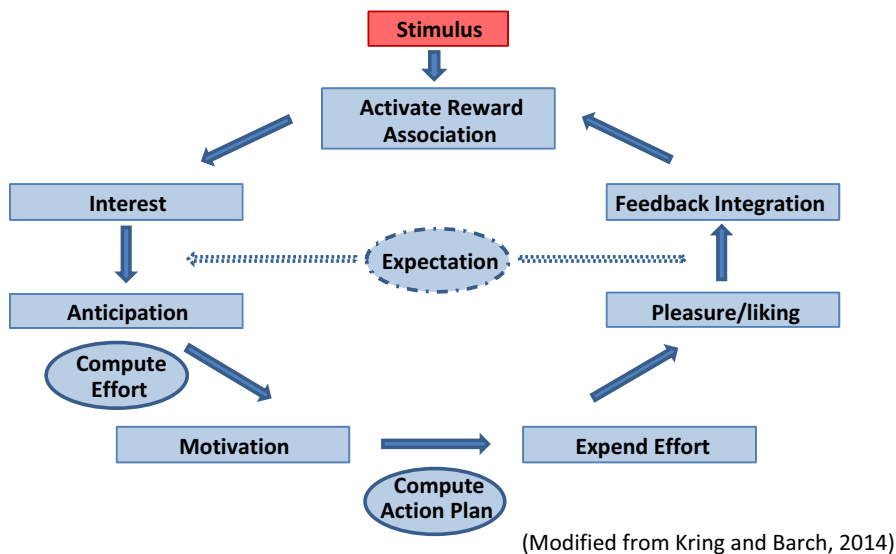 Stimulus
Activate Reward
Association
Interest
Feedback Integration
Expectation
Anticipation
Pleasure/liking
Compute
Effort
Motivation
Expend Effort
Compute
Action Plan
(Modified from Kring and Barch, 2014)